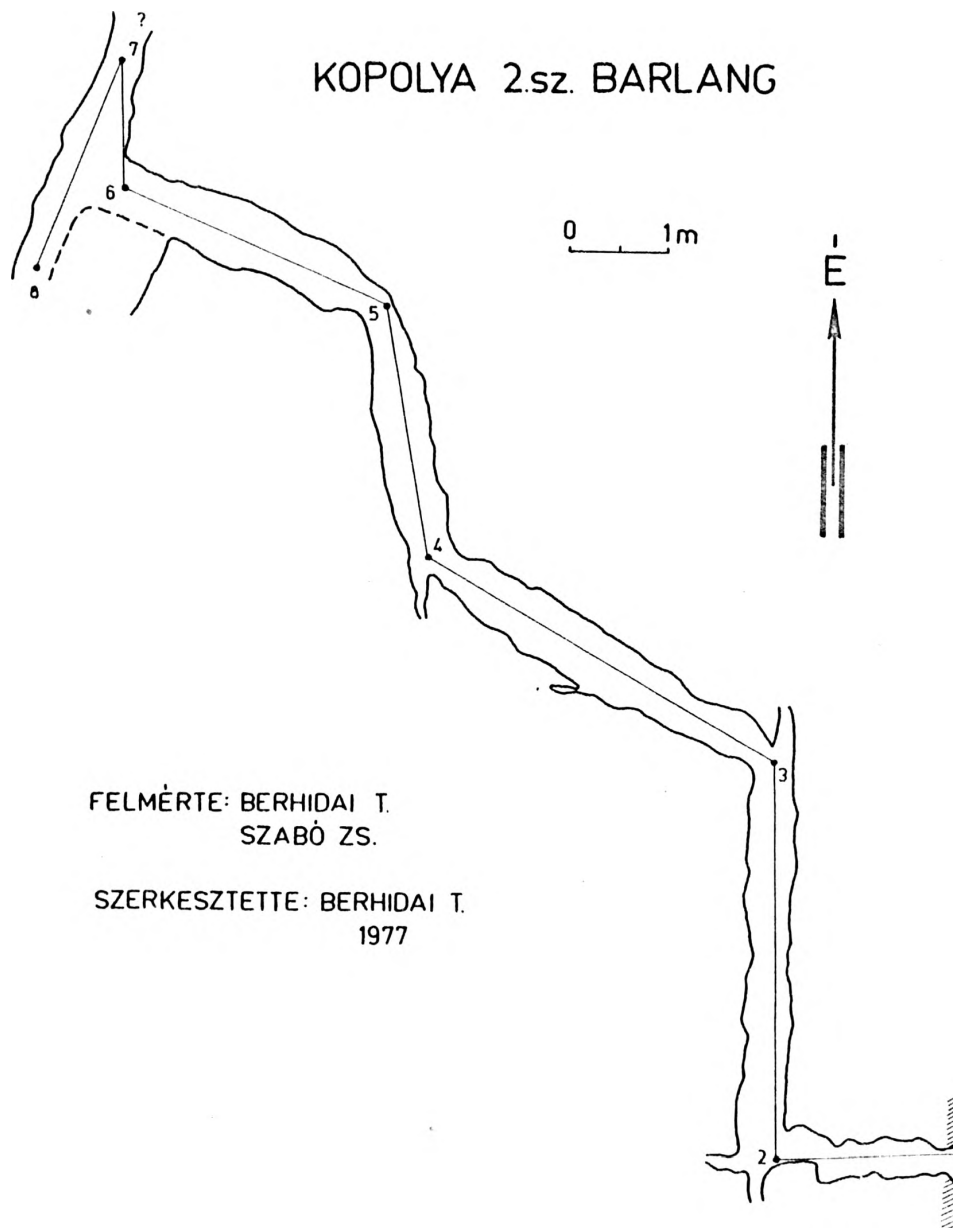 ?
7
KOPOLYA 2.sz. BARLANG
6
0 1m
É
8
5
4
3
FELMÉRTE: BERHIDAI T.
SZABÓ ZS.
SZERKESZTETTE: BERHIDAI T.
1977
2